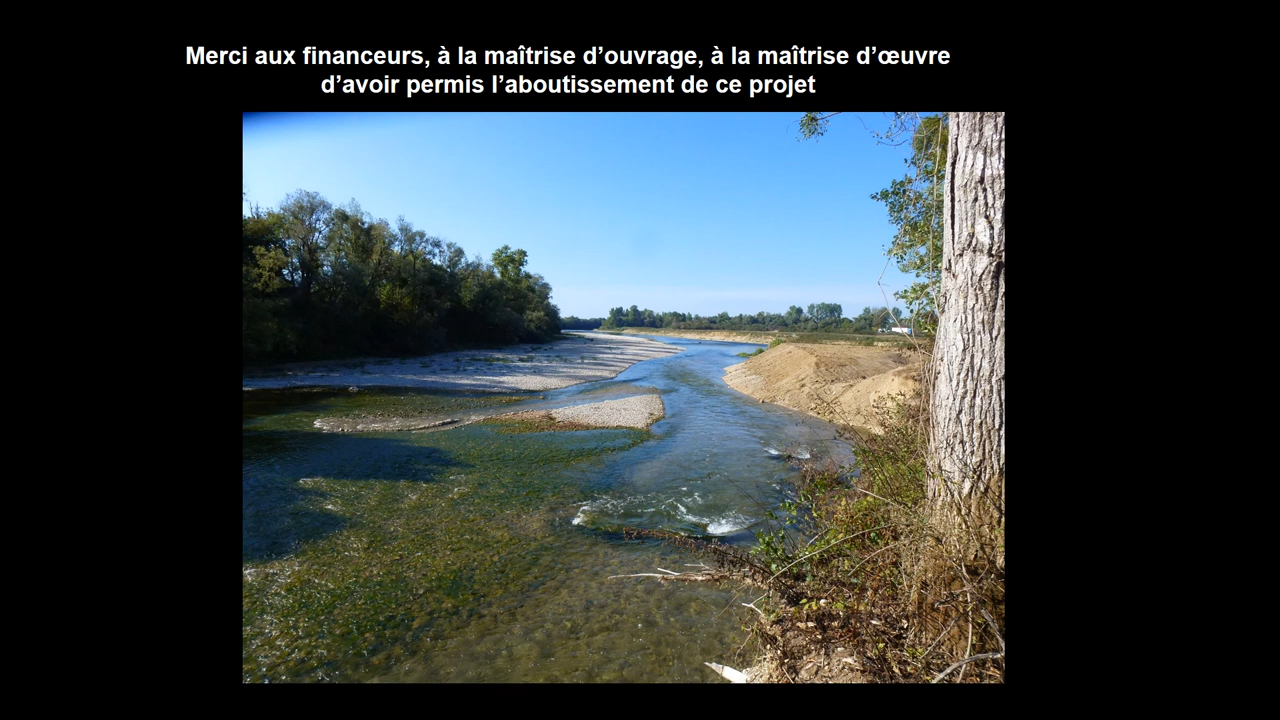 Merci aux financeurs, à la maîtrise d’ouvrage, à la maîtrise d’œuvre
d’avoir permis l’aboutissement de ce projet